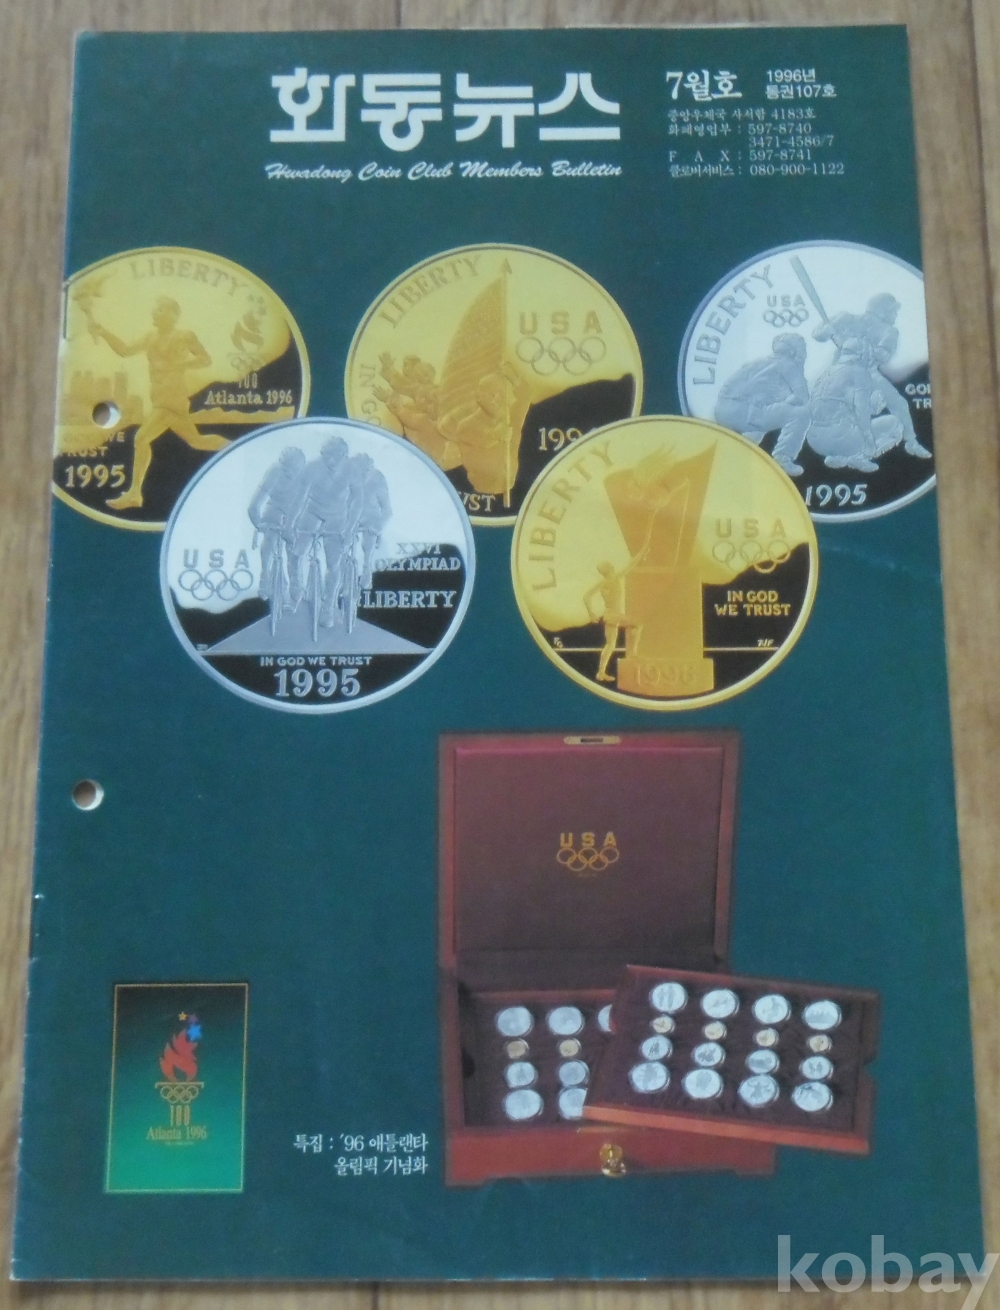 화동뉴스
Hwadong Coin Club Members Bulletin
7월호
1996년
통권107호
중앙우체국 사서함 4183호
화폐영업부 : 597-8740
3471-4586/7
F A X : 597-8741
클로버서비스 : 080-900-1122
LIBERTY
Atlanta 1996
TRUST
1995
LIBERTY
USA
LIBERTY
USA
1995
USA
XXVI
OLYMPIAD
LIBERTY
IN GOD WE TRUST
1995
LIBERTY
USA
IN GOD
WE TRUST
1996
USA
Atlanta 1996
특집 : '96 애틀랜타
올림픽 기념화
kobay